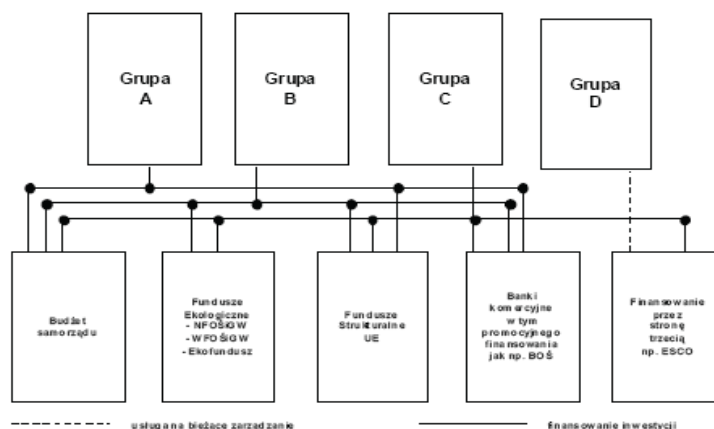 Grupa
A
Grupa
B
Grupa
C
Grupa
D
Budżet
samorządu
Fundusze
Ekologiczne
- NFOŚiGW
- WFOŚiGW
- Ekofundusz
Fundusze
Strukturalne
UE
Banki
komercyjne
w tym
promocyjnego
finansowania
jak np. BOŚ
Finansowanie
przez
stronę
trzecią
np. ESCO
usługa na bieżące zarządzanie
finansowanie inwestycji